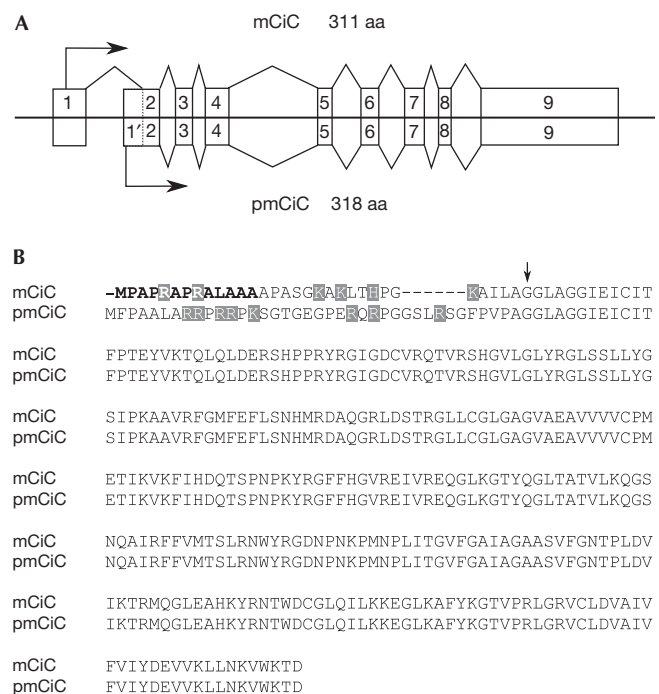 A
mCiC 311 aa
1 2 3 4 5 6 7 8 9
1′ 2 3 4 5 6 7 8 9
pmCiC 318 aa
B
mCiC –MPAPRAPRALAAAAPASGKAKLTHPG------KAILAGGLAGGIEICIT
pmCiC MFPAALARRPRRPKSGTGEGPERQRPGGSLRSGFPVPAGGLAGGIEICIT
mCiC FPTEYVKTQLQLDERSHPPRYRGIGDCVRQTVRSHGVLGLYRGLSSLLYG
pmCiC FPTEYVKTQLQLDERSHPPRYRGIGDCVRQTVRSHGVLGLYRGLSSLLYG
mCiC SIPKAAVRFGMFEFLSNHMRDAQGRLDSTRGLLCGLGAGVAEAVVVVCPM
pmCiC SIPKAAVRFGMFEFLSNHMRDAQGRLDSTRGLLCGLGAGVAEAVVVVCPM
mCiC ETIKVKFIHDQTSPNPKYRGFFHGVREIVREQGLKGTYQGLTATVLKQGS
pmCiC ETIKVKFIHDQTSPNPKYRGFFHGVREIVREQGLKGTYQGLTATVLKQGS
mCiC NQAIRFFVMTSLRNWYRGDNPNKPMNPLITGVFGAIAGAASVFGNTPLDV
pmCiC NQAIRFFVMTSLRNWYRGDNPNKPMNPLITGVFGAIAGAASVFGNTPLDV
mCiC IKTRMQGLEAHKYRNTWDCGLQILKKEGLKAFYKGTVPRLGRVCLDVAIV
pmCiC IKTRMQGLEAHKYRNTWDCGLQILKKEGLKAFYKGTVPRLGRVCLDVAIV
mCiC FVIYDEVVKLLNKVWKTD
pmCiC FVIYDEVVKLLNKVWKTD